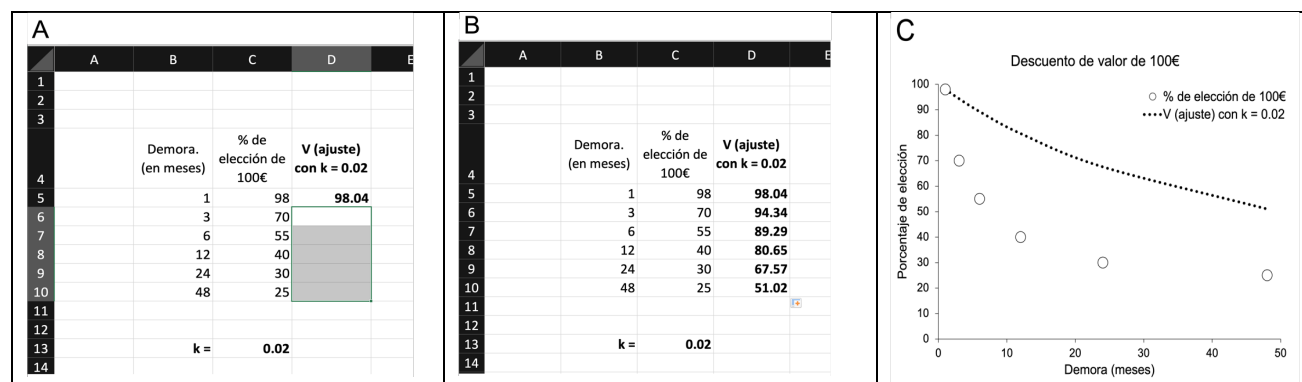 A
A B C D E
1
2
3
4
Demora. (en meses)
% de elección de 100€
V (ajuste) con k = 0.02
5 1 98 98.04
6 3 70
7 6 55
8 12 40
9 24 30
10 48 25
11
12
13 k = 0.02
14
B
A B C D E
1
2
3
4
Demora. (en meses)
% de elección de 100€
V (ajuste) con k = 0.02
5 1 98 98.04
6 3 70 94.34
7 6 55 89.29
8 12 40 80.65
9 24 30 67.57
10 48 25 51.02
11
12
13 k = 0.02
14
C
Descuento de valor de 100€
% de elección de 100€
V (ajuste) con k = 0.02
Porcentaje de elección
100
90
80
70
60
50
40
30
20
10
0
0 10 20 30 40 50
Demora (meses)